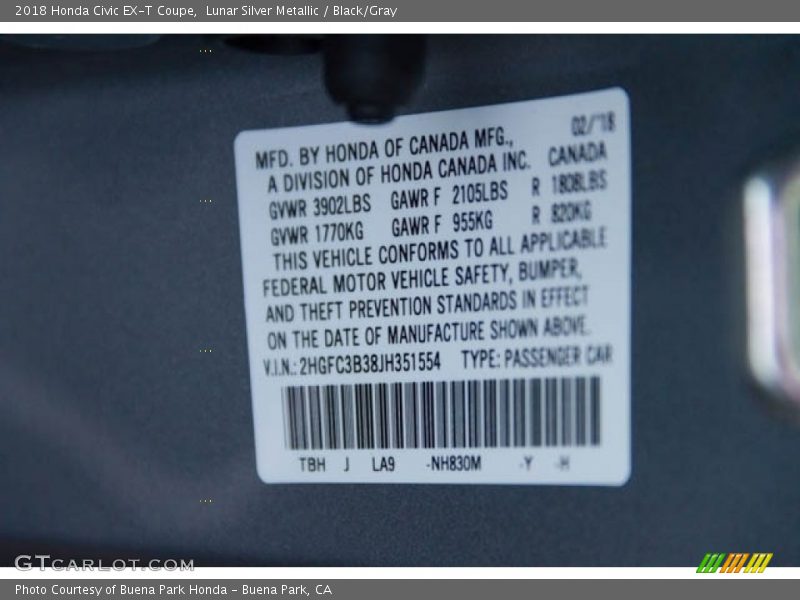 2018 Honda Civic EX-T Coupe, Lunar Silver Metallic / Black/Gray
02/'18
MFD. BY HONDA OF CANADA MFG.,
A DIVISION OF HONDA CANADA INC. CANADA
GVWR 3902LBS GAWR F 2105LBS R 1808LBS
GVWR 1770KG GAWR F 955KG R 820KG
THIS VEHICLE CONFORMS TO ALL APPLICABLE
FEDERAL MOTOR VEHICLE SAFETY, BUMPER,
AND THEFT PREVENTION STANDARDS IN EFFECT
ON THE DATE OF MANUFACTURE SHOWN ABOVE.
V.I.N.: 2HGFC3B38JH351554 TYPE: PASSENGER CAR
TBH J LA9 -NH830M -Y -H
GTCARLOT.COM
Photo Courtesy of Buena Park Honda - Buena Park, CA